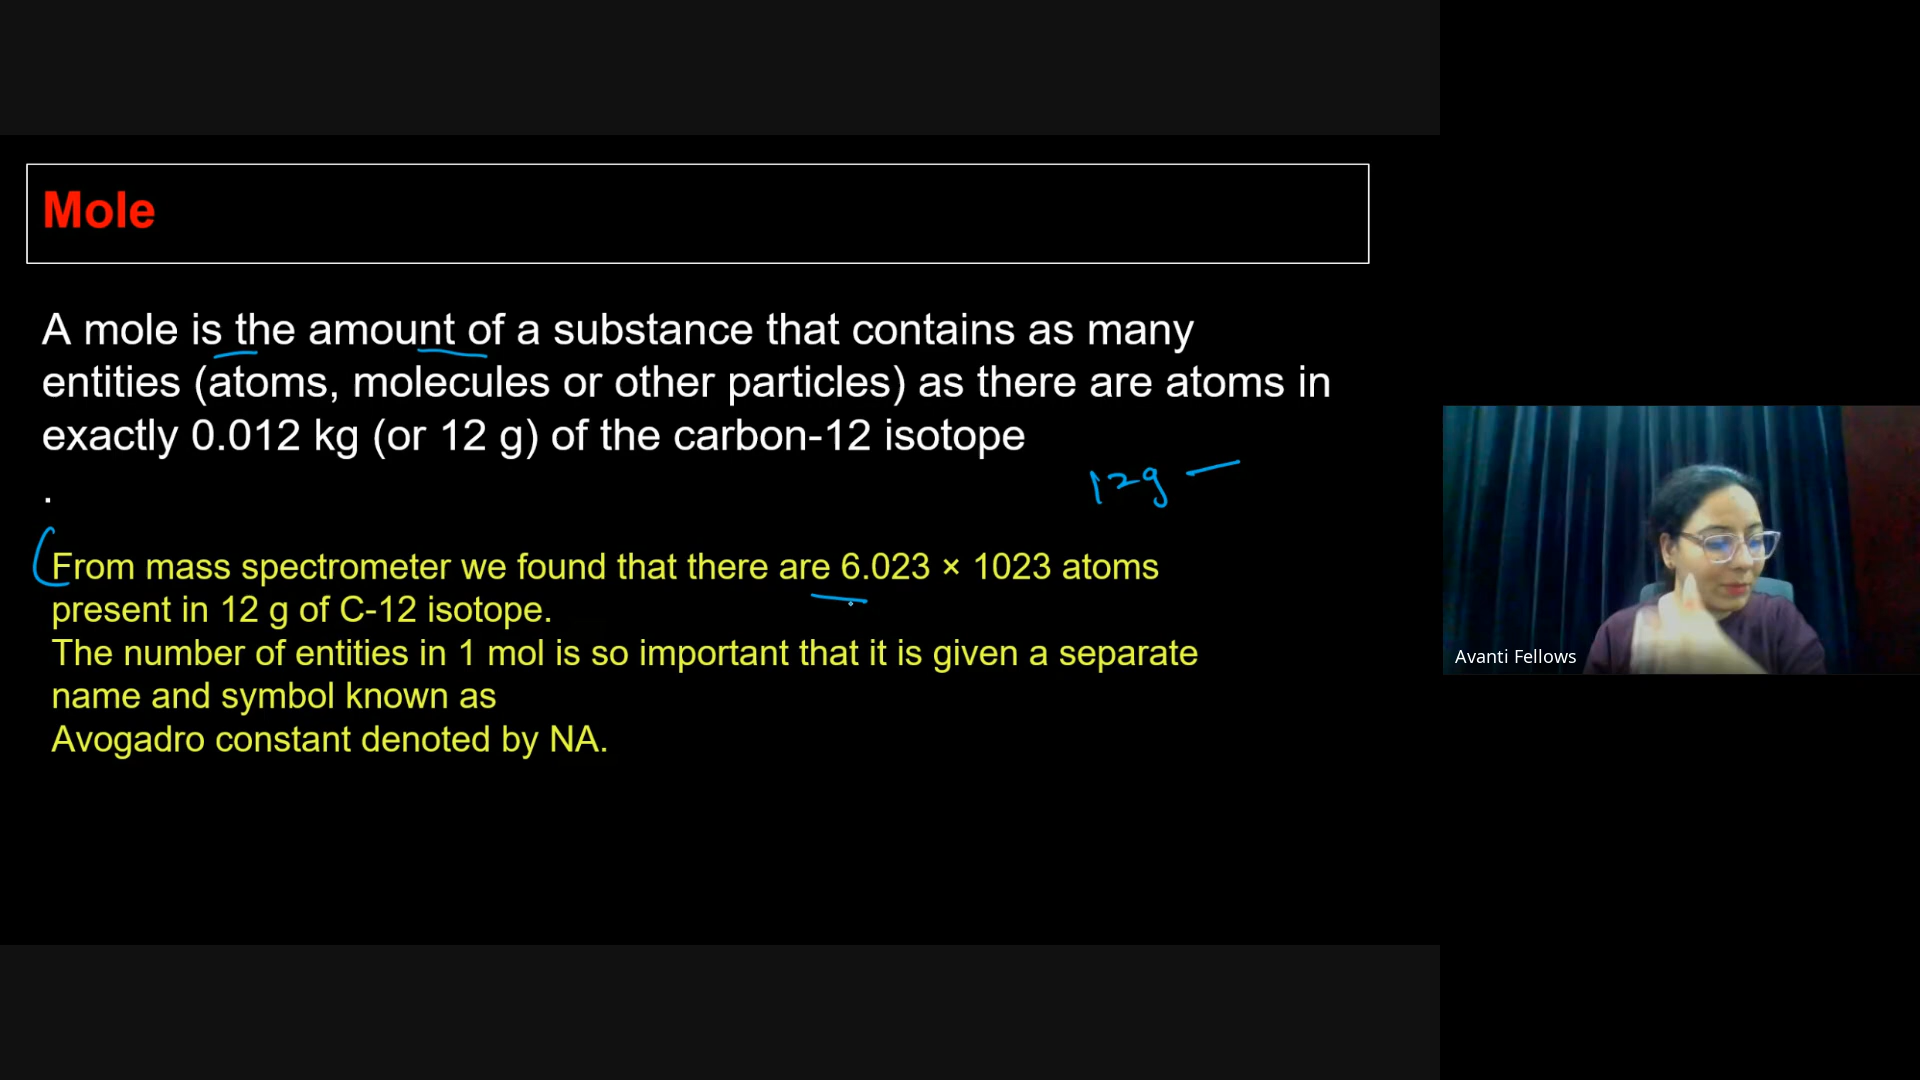 Mole
A mole is the amount of a substance that contains as many
entities (atoms, molecules or other particles) as there are atoms in
exactly 0.012 kg (or 12 g) of the carbon-12 isotope
12g —
.
From mass spectrometer we found that there are 6.023 × 1023 atoms
present in 12 g of C-12 isotope.
The number of entities in 1 mol is so important that it is given a separate
name and symbol known as
Avogadro constant denoted by NA.
Avanti Fellows